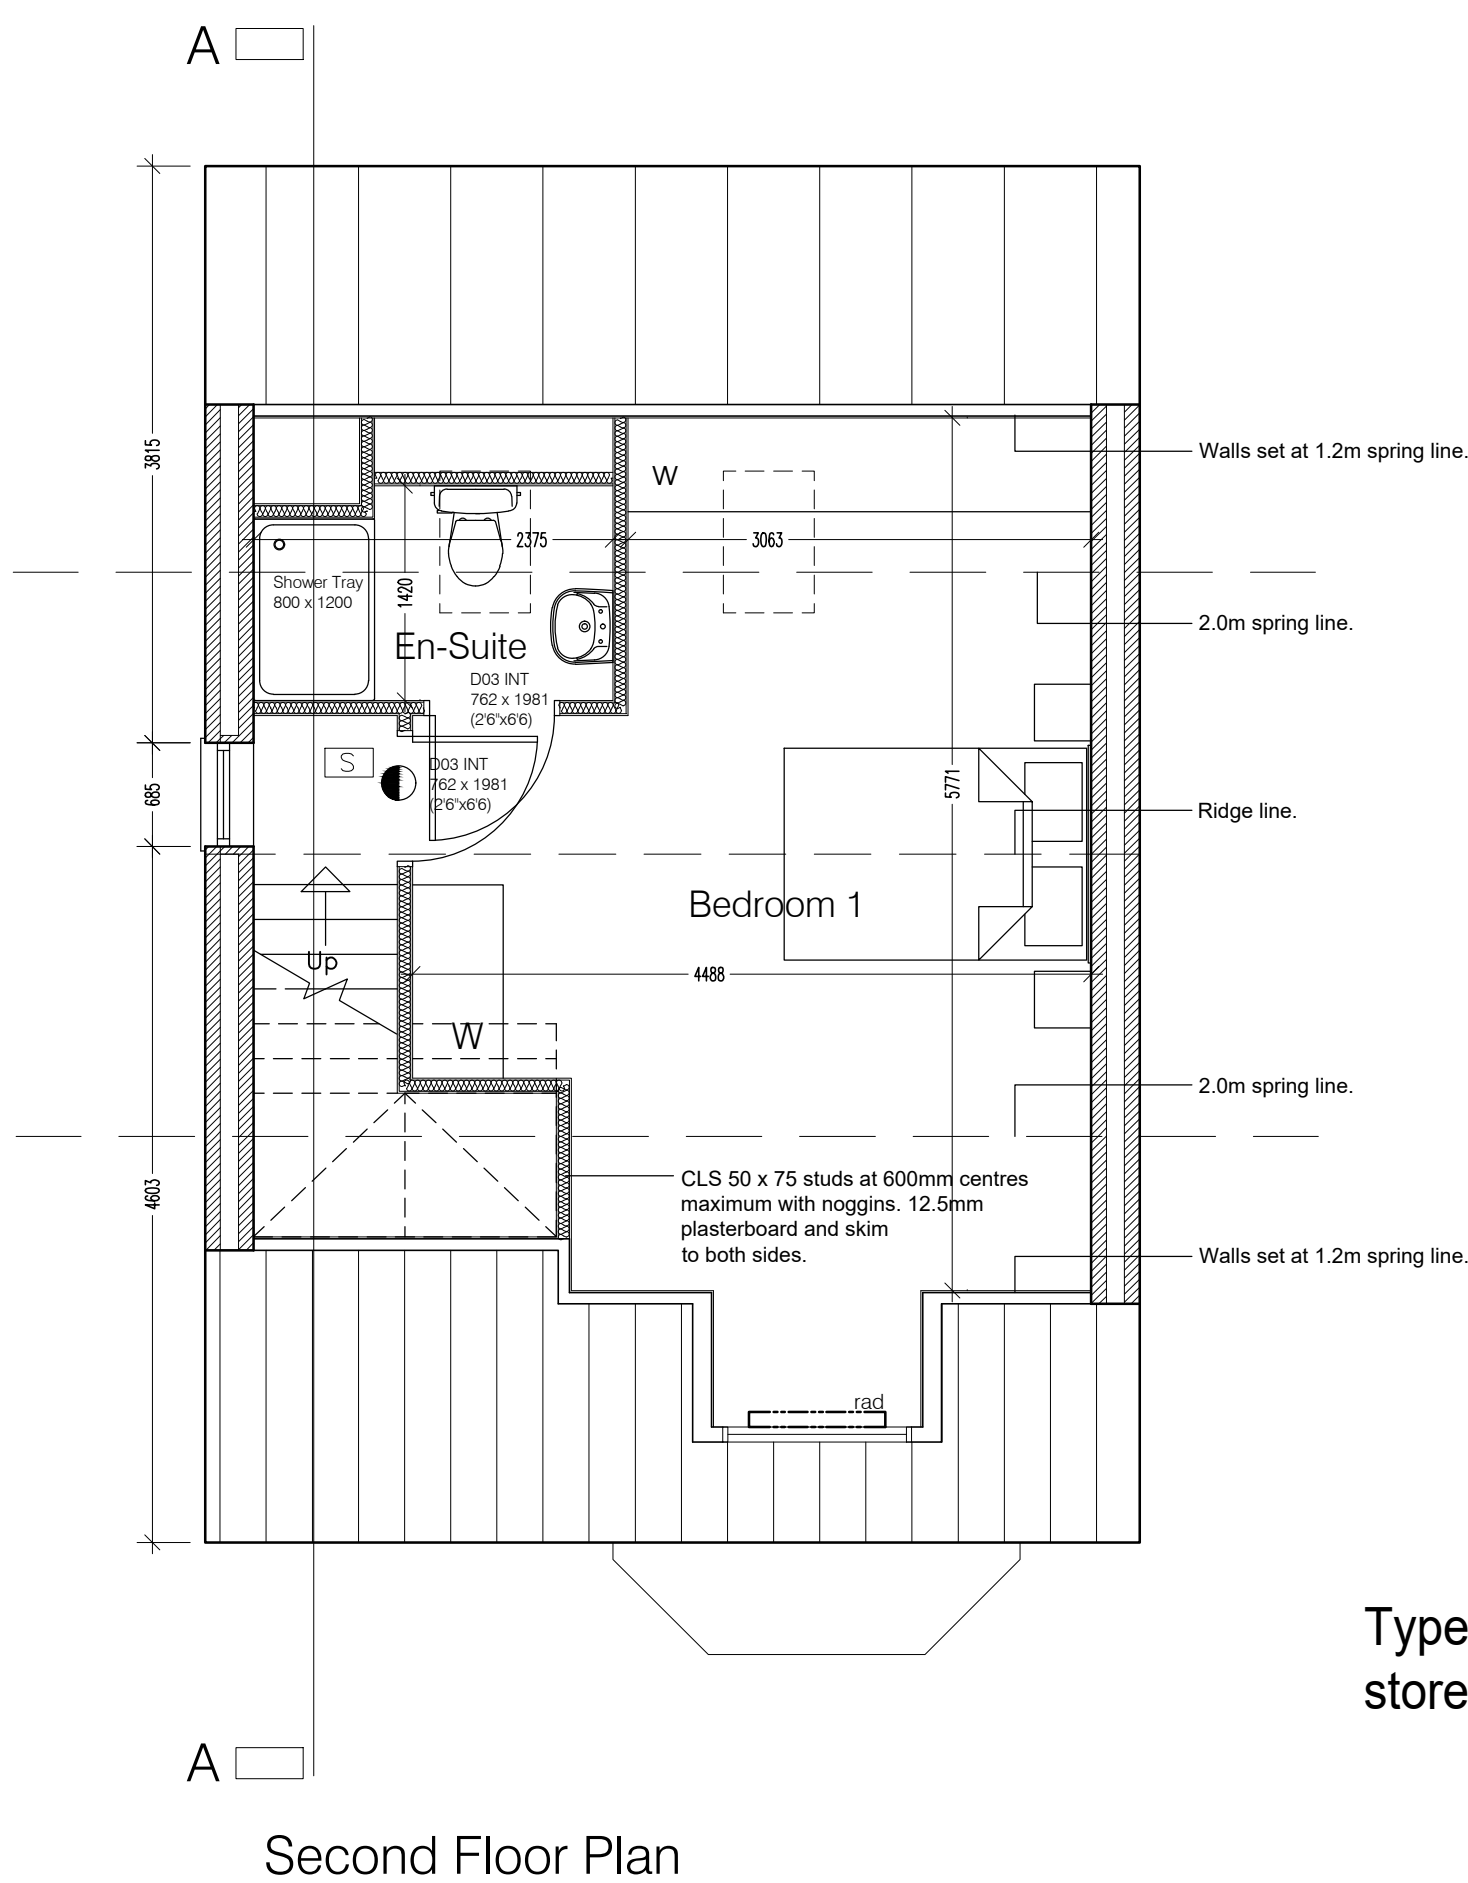 A
3815
Walls set at 1.2m spring line.
W
2375
3063
Shower Tray
800 x 1200
1420
2.0m spring line.
En-Suite
D03 INT
762 x 1981
(2'6"x6'6)
S
D03 INT
762 x 1981
(2'6"x6'6)
685
5771
Ridge line.
Bedroom 1
Up
4488
W
2.0m spring line.
4603
CLS 50 x 75 studs at 600mm centres
maximum with noggins. 12.5mm
plasterboard and skim
to both sides.
Walls set at 1.2m spring line.
rad
Type
store
A
Second Floor Plan